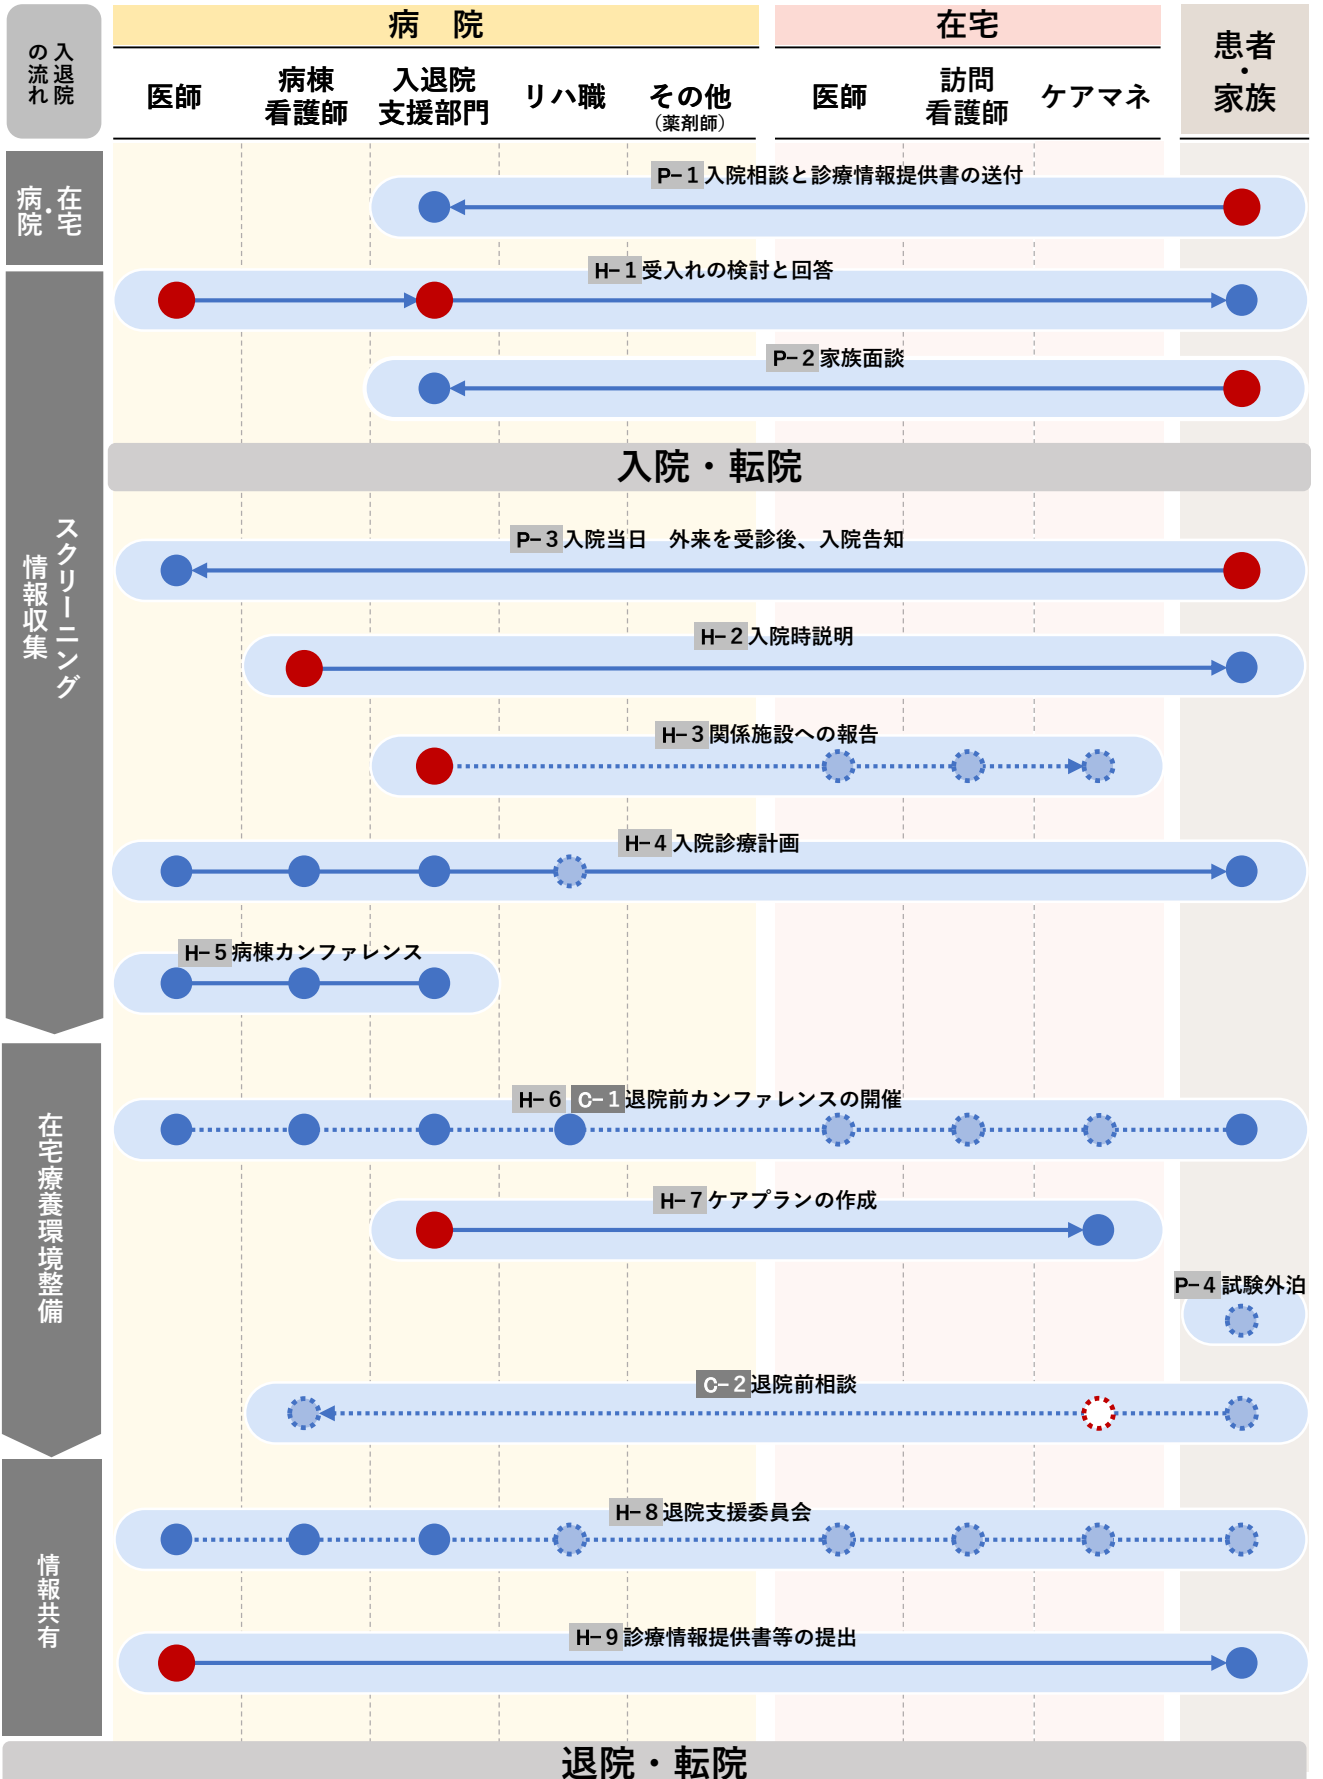 入退院
の流れ
病　院
在宅
患者
・
家族
医師
病棟
看護師
入退院
支援部門
リハ職
その他
（薬剤師）
医師
訪問
看護師
ケアマネ
在宅
・
病院
P－1 入院相談と診療情報提供書の送付
スクリーニング
情報収集
H－1 受入れの検討と回答
P－2 家族面談
入院・転院
P－3 入院当日　外来を受診後、入院告知
H－2 入院時説明
H－3 関係施設への報告
H－4 入院診療計画
H－5 病棟カンファレンス
在宅療養環境整備
H－6 C－1 退院前カンファレンスの開催
H－7 ケアプランの作成
P－4 試験外泊
C－2 退院前相談
情報共有
H－8 退院支援委員会
H－9 診療情報提供書等の提出
退院・転院